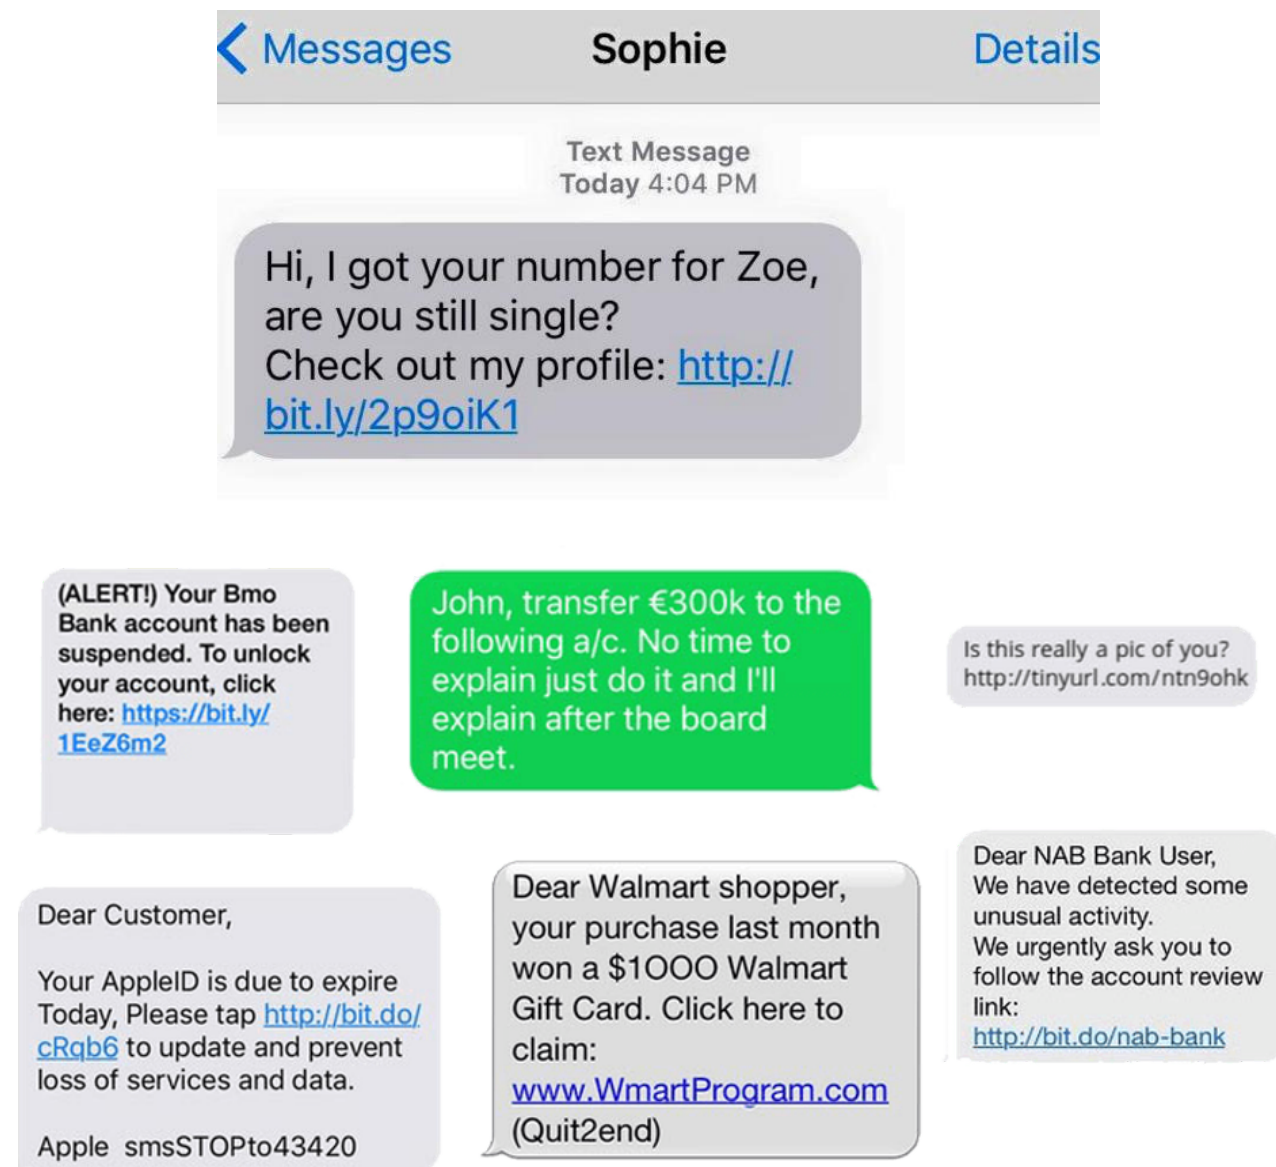 Messages
Sophie
Details
Text Message
Today 4:04 PM
Hi, I got your number for Zoe,
are you still single?
Check out my profile: http://
bit.ly/2p9oiK1
(ALERT!) Your Bmo
Bank account has been
suspended. To unlock
your account, click
here: https://bit.ly/
1EeZ6m2
John, transfer €300k to the
following a/c. No time to
explain just do it and I'll
explain after the board
meet.
Is this really a pic of you?
http://tinyurl.com/ntn9ohk
Dear Customer,
Your AppleID is due to expire
Today, Please tap http://bit.do/
cRqb6 to update and prevent
loss of services and data.
Apple smsSTOPto43420
Dear Walmart shopper,
your purchase last month
won a $1OOO Walmart
Gift Card. Click here to
claim:
www.WmartProgram.com
(Quit2end)
Dear NAB Bank User,
We have detected some
unusual activity.
We urgently ask you to
follow the account review
link:
http://bit.do/nab-bank